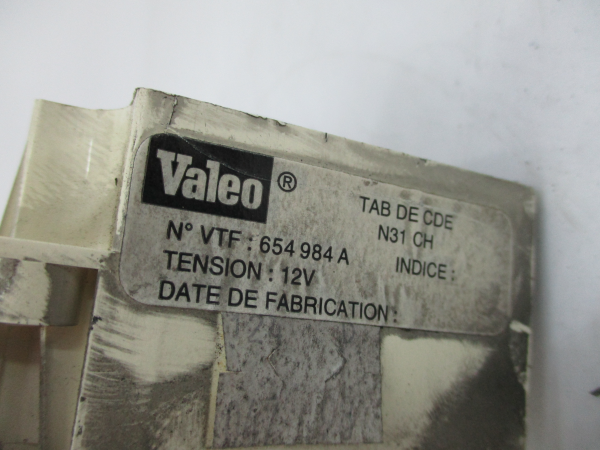 Valeo ®
TAB DE CDE
N31 CH
N° VTF : 654 984 A
INDICE :
TENSION : 12V
DATE DE FABRICATION :